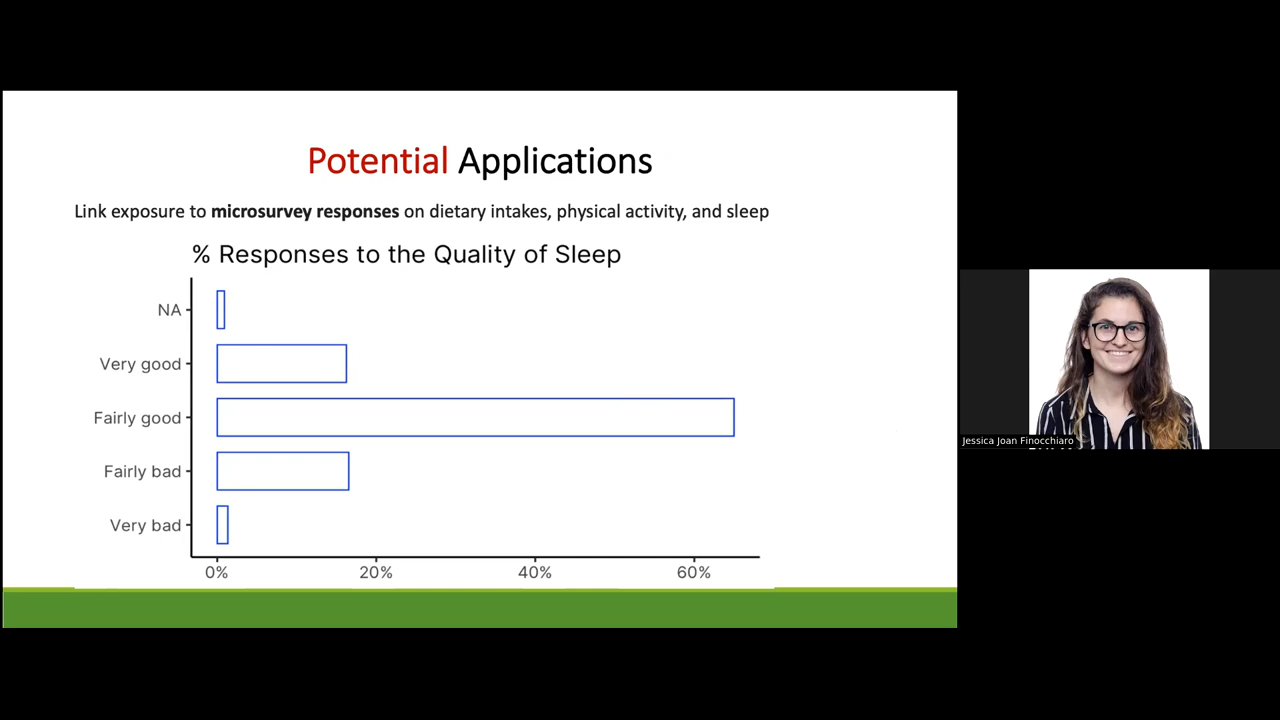 Potential Applications
Link exposure to microsurvey responses on dietary intakes, physical activity, and sleep
% Responses to the Quality of Sleep
NA
Very good
Fairly good
Fairly bad
Very bad
0% 20% 40% 60%
Jessica Joan Finocchiaro